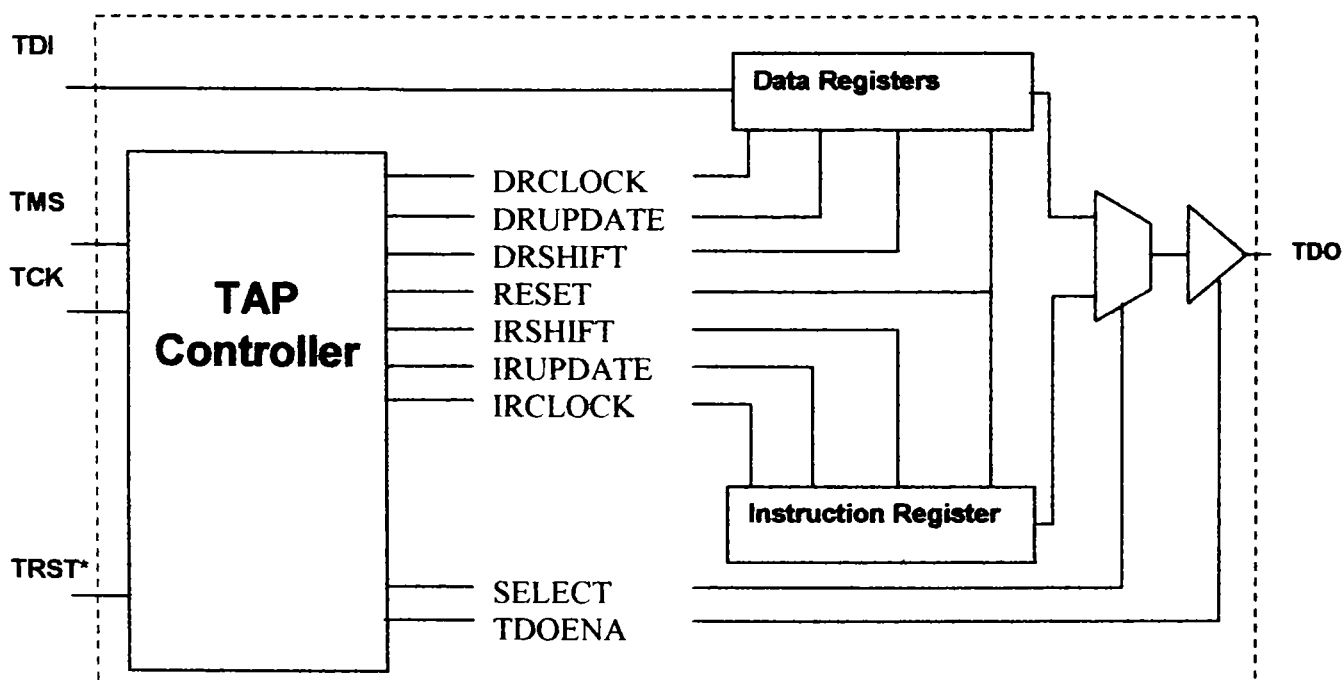 TDI
Data Registers
TMS
TCK
TRST*
TAP
Controller
DRCLOCK
DRUPDATE
DRSHIFT
RESET
IRSHIFT
IRUPDATE
IRCLOCK
Instruction Register
SELECT
TDOENA
TDO